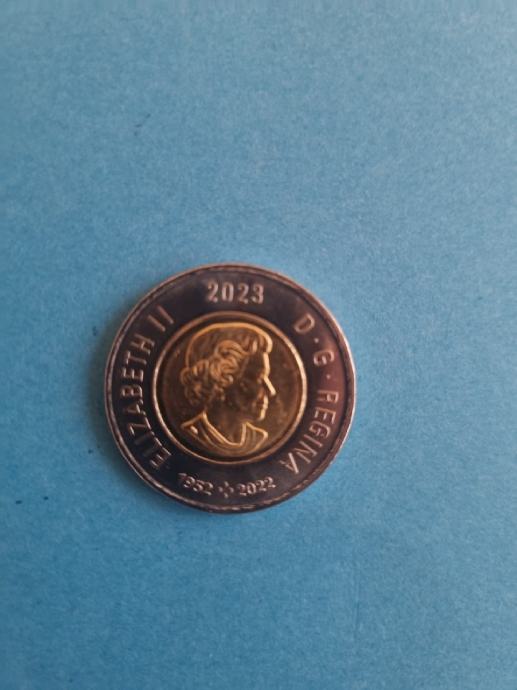 ELIZABETH II
2023
D·G·REGINA
1952 2022